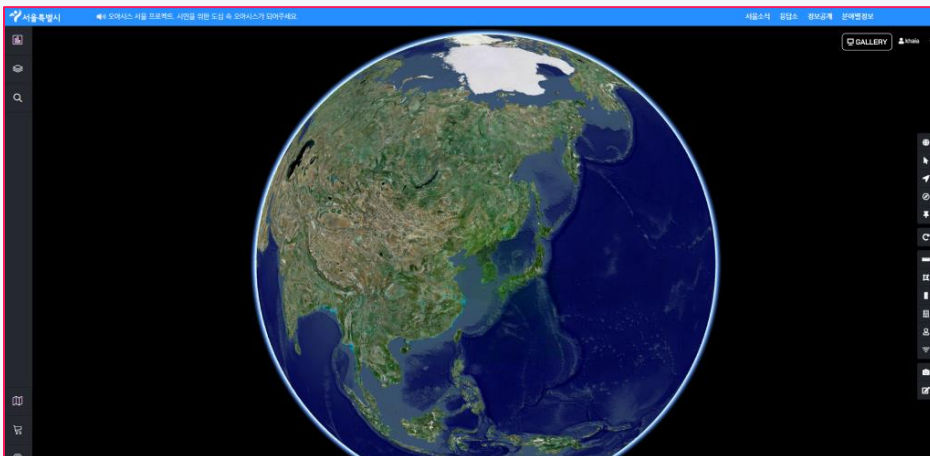 서울특별시
오아시스 서울 프로젝트. 시민을 위한 도심 속 오아시스가 되어주세요.
서울소식 응답소 정보공개 분야별정보
GALLERY
khaia